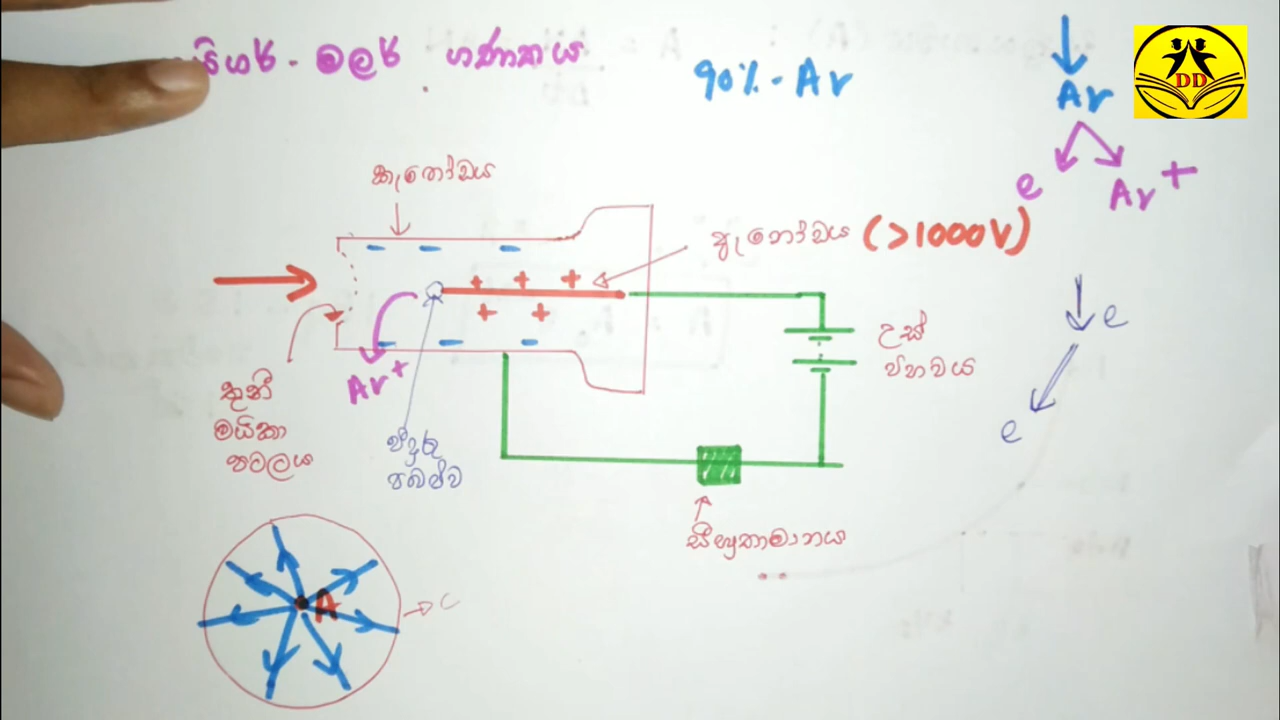 ගයිගර් - මලර් ගණකය
90% - Ar
Ar
e
Ar+
DD
කැතෝඩය
ඇනෝඩය (>1000V)
e
e
උස්
විභවය
Ar+
තුනී
මයිකා
පටලය
වීදුරු
පබළුව
සීඝ්‍රතාමානය
A
C